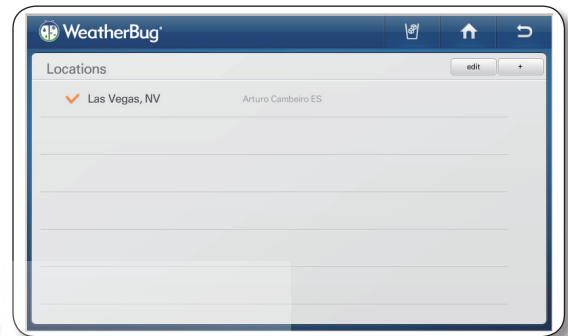 WeatherBug®
Locations
edit
+
Las Vegas, NV
Arturo Cambeiro ES